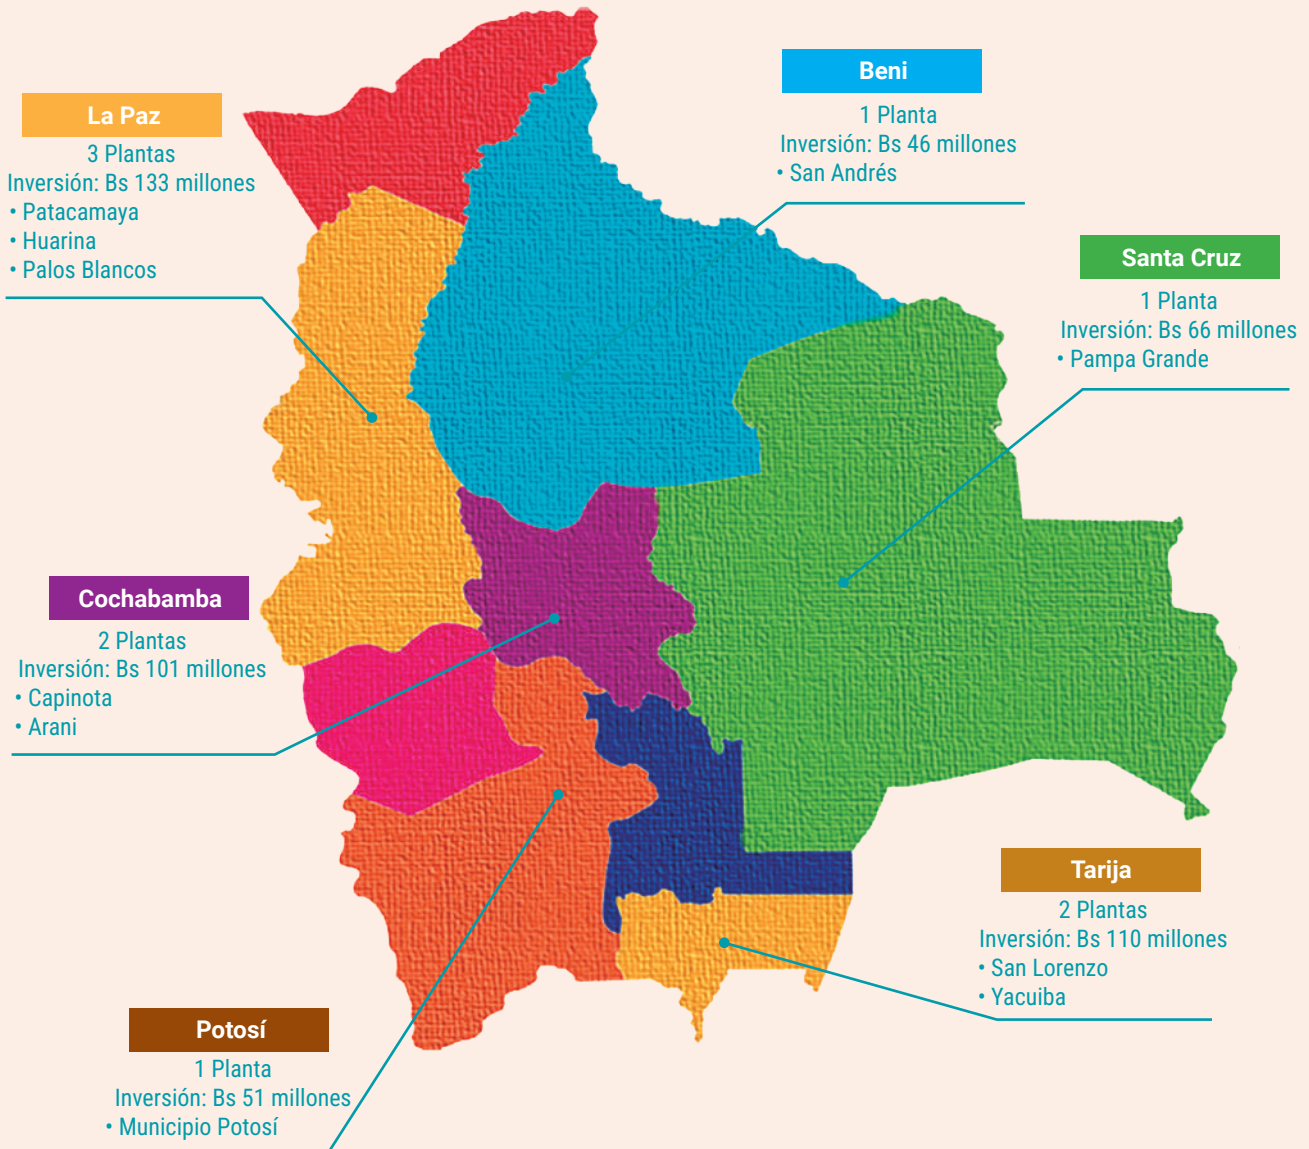 La Paz
3 Plantas
Inversión: Bs 133 millones
• Patacamaya
• Huarina
• Palos Blancos
Beni
1 Planta
Inversión: Bs 46 millones
• San Andrés
Santa Cruz
1 Planta
Inversión: Bs 66 millones
• Pampa Grande
Cochabamba
2 Plantas
Inversión: Bs 101 millones
• Capinota
• Arani
Tarija
2 Plantas
Inversión: Bs 110 millones
• San Lorenzo
• Yacuiba
Potosí
1 Planta
Inversión: Bs 51 millones
• Municipio Potosí